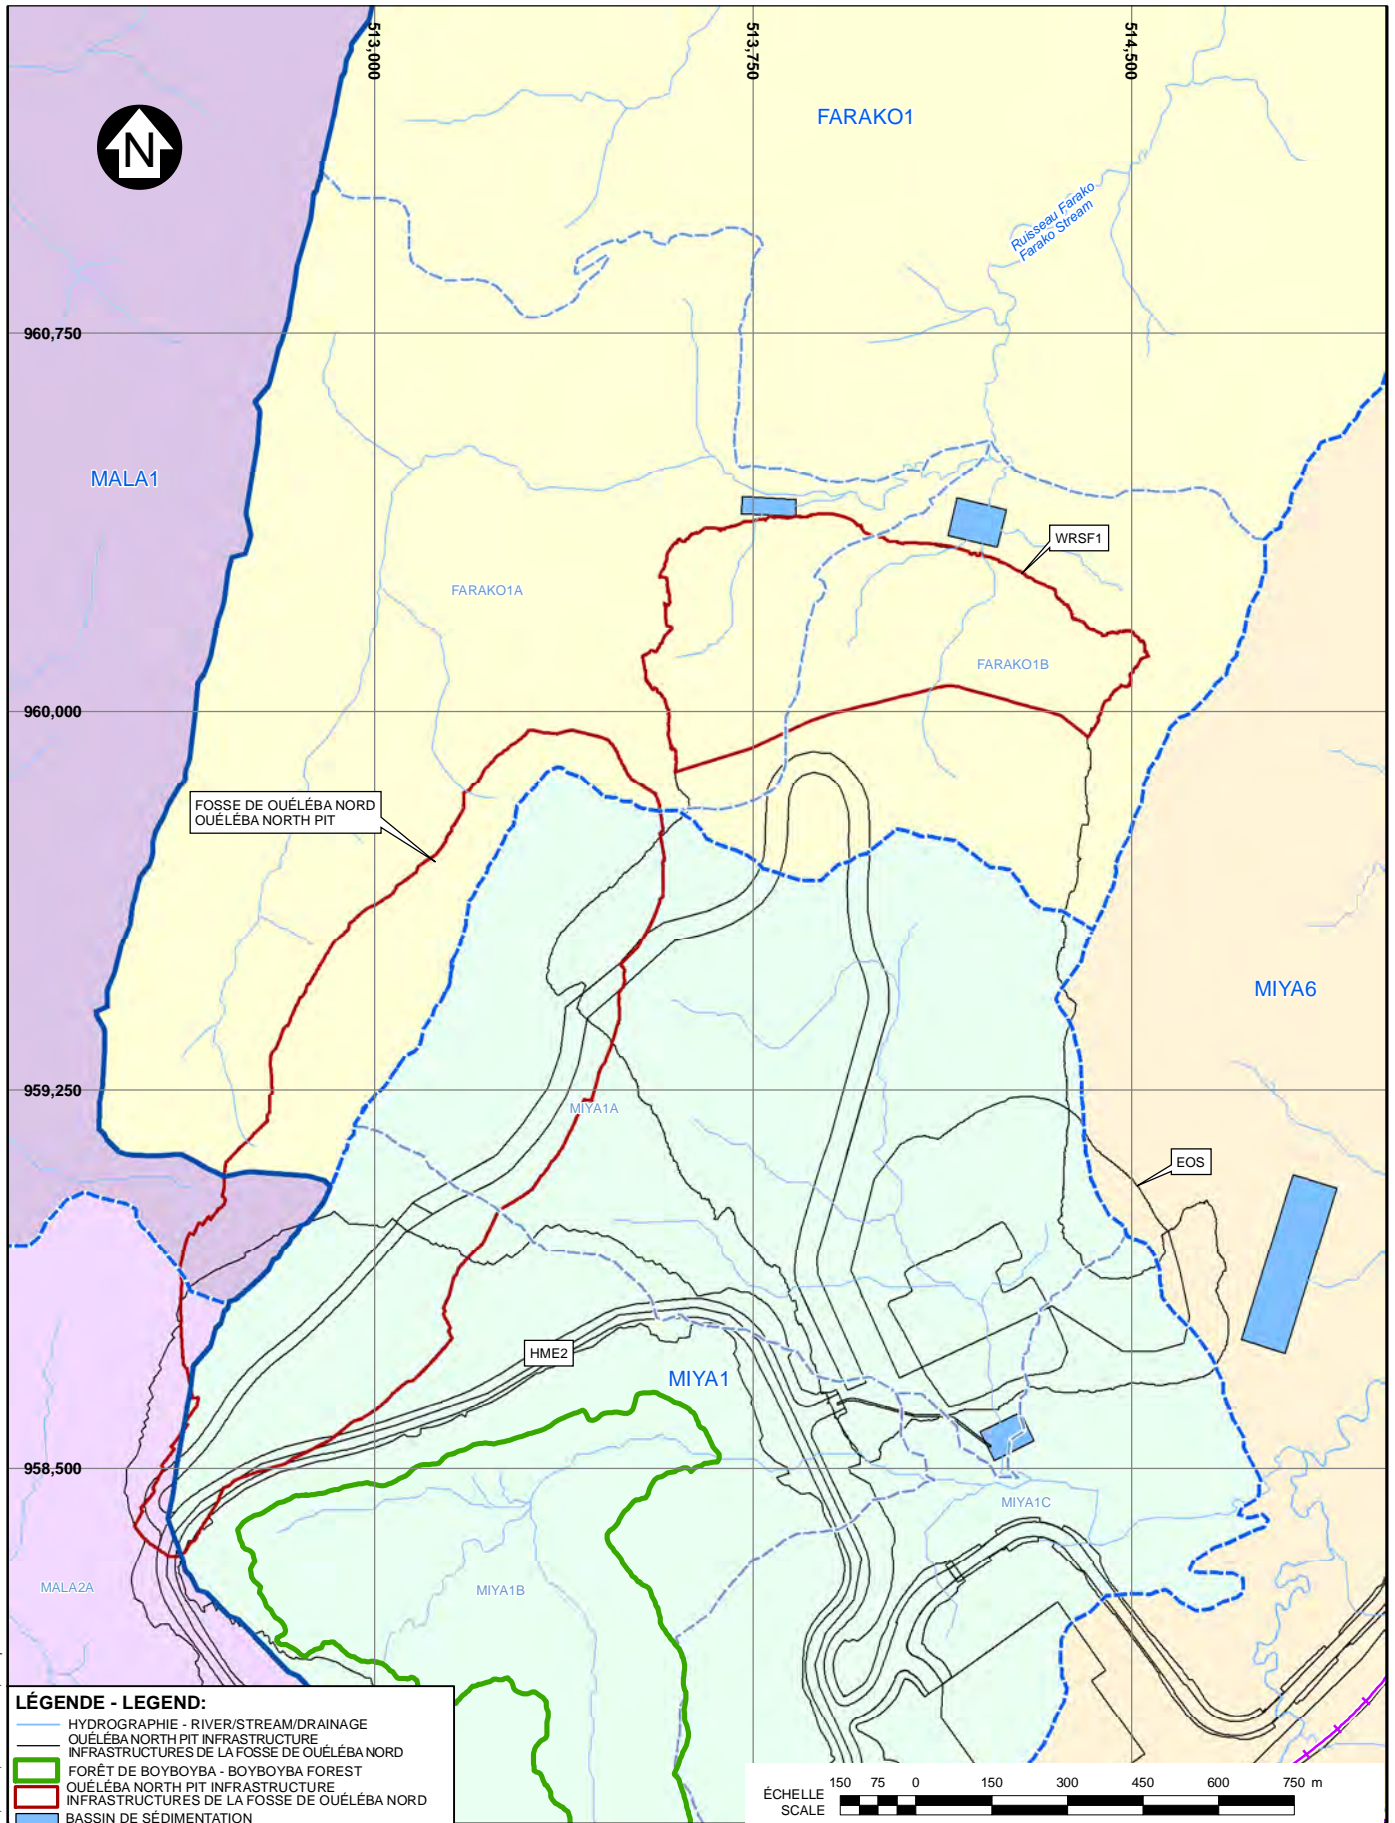 513,000
513,750
514,500
FARAKO1
N
Ruisseau Farako
Farako Stream
960,750
MALA1
WRSF1
FARAKO1A
FARAKO1B
960,000
FOSSE DE OUÉLÉBA NORD
OUÉLÉBA NORTH PIT
MIYA6
959,250
MIYA1A
EOS
HME2
MIYA1
958,500
MIYA1C
MALA2A
MIYA1B
LÉGENDE - LEGEND:
HYDROGRAPHIE - RIVER/STREAM/DRAINAGE
OUÉLÉBA NORTH PIT INFRASTRUCTURE
INFRASTRUCTURES DE LA FOSSE DE OUÉLÉBA NORD
FORÊT DE BOYBOYBA - BOYBOYBA FOREST
OUÉLÉBA NORTH PIT INFRASTRUCTURE
INFRASTRUCTURES DE LA FOSSE DE OUÉLÉBA NORD
BASSIN DE SÉDIMENTATION
ÉCHELLE
SCALE
150 75 0 150 300 450 600 750 m